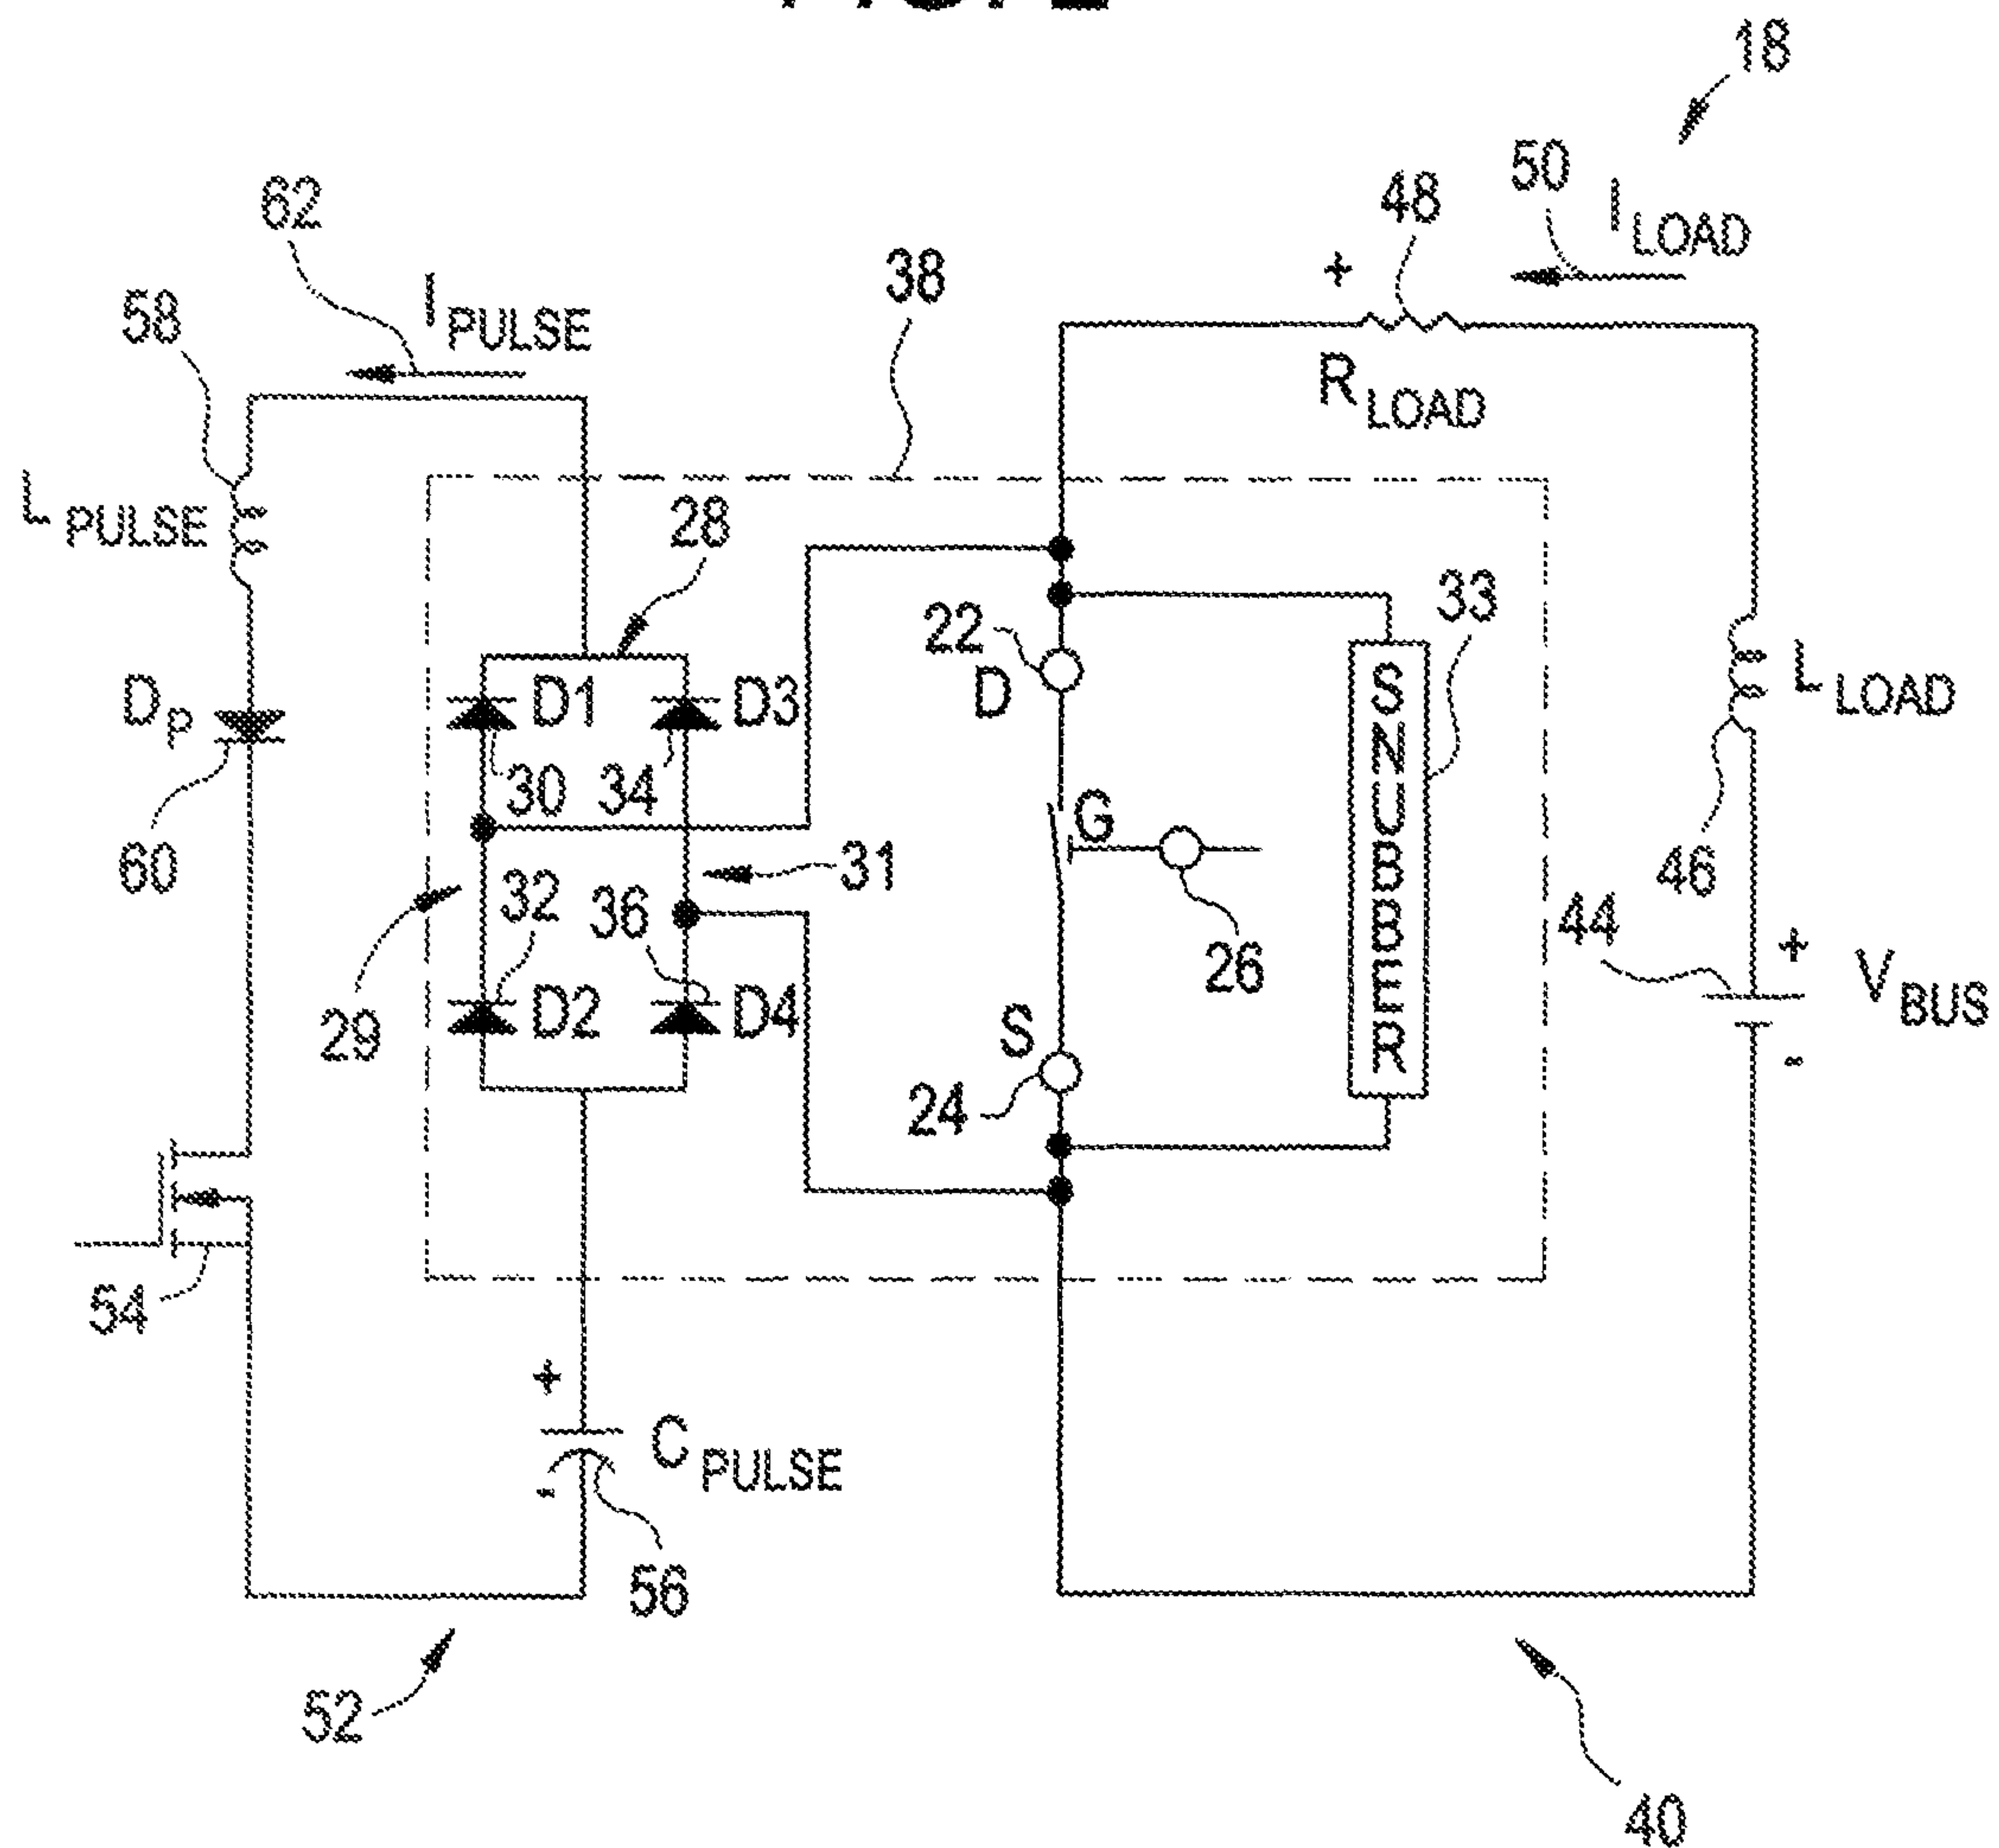 18
50
I LOAD
48
+
R LOAD
62
I PULSE
38
58
L PULSE
28
22
D
33
SNUBBER
L LOAD
46
D P
60
D1
D3
30
34
G
26
31
29
32
36
D2
D4
S
24
44
+
V BUS
-
54
+
C PULSE
-
56
52
40